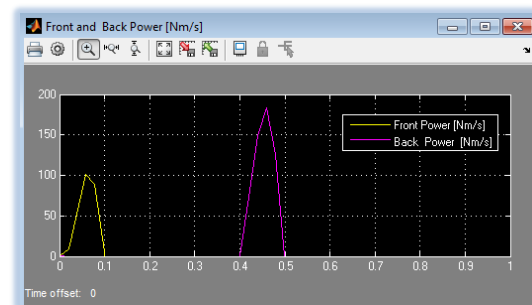 Front and  Back Power [Nm/s]
200
150
100
50
0
Front Power [Nm/s]
Back  Power  [Nm/s]
0 0.1 0.2 0.3 0.4 0.5 0.6 0.7 0.8 0.9 1
Time offset:  0